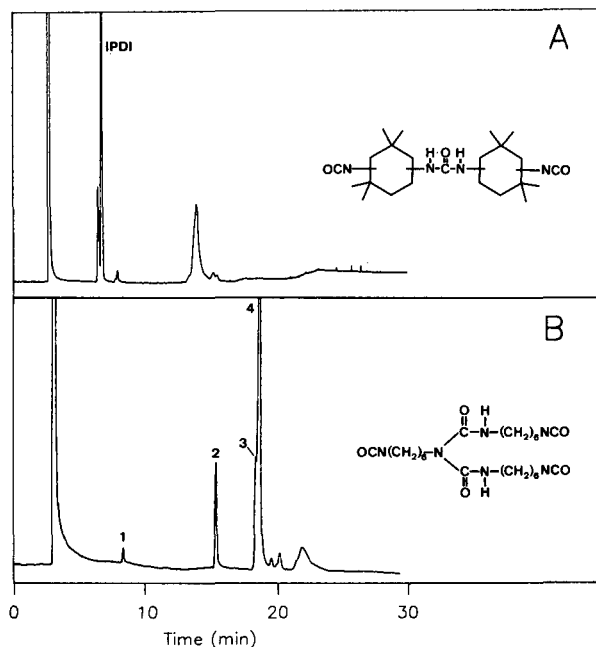 A
IPDI
H O H
OCN N-C-N NCO
B
4
3
2
1
O H
C-N-(CH2)6NCO
OCN(CH2)6-N
C-N-(CH2)6NCO
O H
0 10 20 30
Time (min)